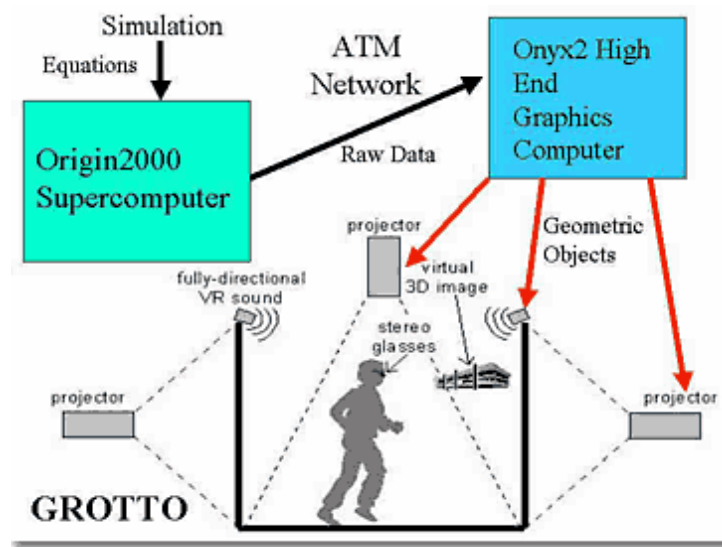 Simulation
Equations
ATM
Network
Onyx2 High
End
Graphics
Computer
Origin2000
Supercomputer
Raw Data
projector
Geometric
Objects
fully-directional
VR sound
virtual
3D image
stereo
glasses
projector
projector
GROTTO